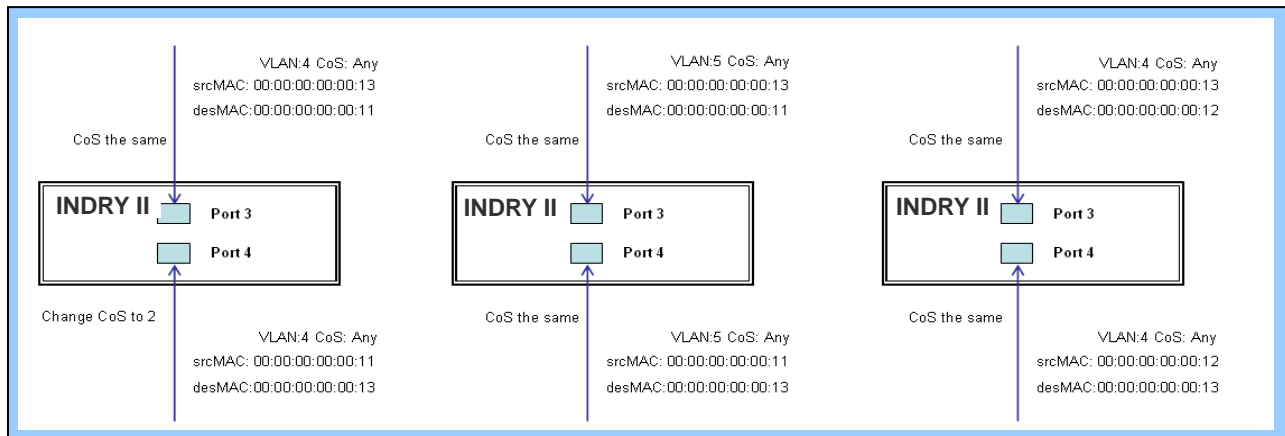 VLAN:4 CoS: Any
srcMAC: 00:00:00:00:00:13
desMAC:00:00:00:00:00:11
CoS the same
INDRY II
Port 3
Port 4
Change CoS to 2
VLAN:4 CoS: Any
srcMAC: 00:00:00:00:00:11
desMAC:00:00:00:00:00:13
VLAN:5 CoS: Any
srcMAC: 00:00:00:00:00:13
desMAC:00:00:00:00:00:11
CoS the same
INDRY II
Port 3
Port 4
CoS the same
VLAN:5 CoS: Any
srcMAC: 00:00:00:00:00:11
desMAC:00:00:00:00:00:13
VLAN:4 CoS: Any
srcMAC: 00:00:00:00:00:13
desMAC:00:00:00:00:00:12
CoS the same
INDRY II
Port 3
Port 4
CoS the same
VLAN:4 CoS: Any
srcMAC: 00:00:00:00:00:12
desMAC:00:00:00:00:00:13